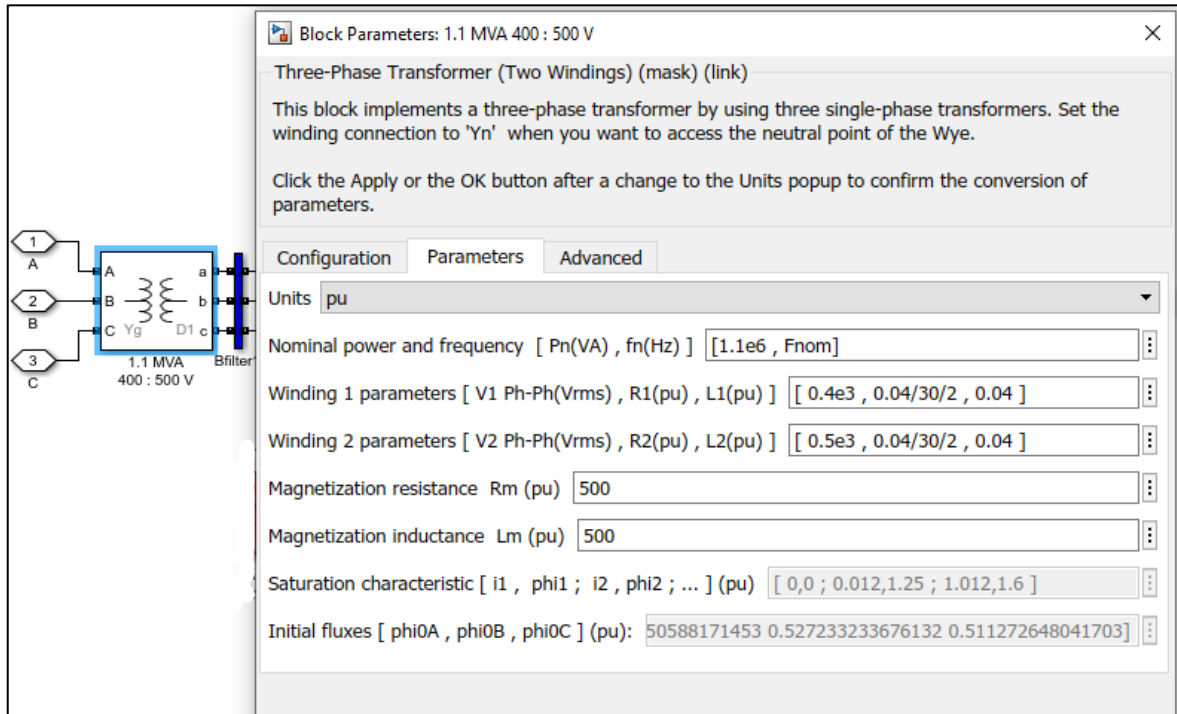 Block Parameters: 1.1 MVA 400 : 500 V
Three-Phase Transformer (Two Windings) (mask) (link)
This block implements a three-phase transformer by using three single-phase transformers. Set the
winding connection to 'Yn' when you want to access the neutral point of the Wye.
Click the Apply or the OK button after a change to the Units popup to confirm the conversion of
parameters.
Configuration Parameters Advanced
Units pu
Nominal power and frequency [ Pn(VA) , fn(Hz) ] [1.1e6 , Fnom]
Winding 1 parameters [ V1 Ph-Ph(Vrms) , R1(pu) , L1(pu) ] [ 0.4e3 , 0.04/30/2 , 0.04 ]
Winding 2 parameters [ V2 Ph-Ph(Vrms) , R2(pu) , L2(pu) ] [ 0.5e3 , 0.04/30/2 , 0.04 ]
Magnetization resistance Rm (pu) 500
Magnetization inductance Lm (pu) 500
Saturation characteristic [ i1 , phi1 ; i2 , phi2 ; ... ] (pu) [ 0,0 ; 0.012,1.25 ; 1.012,1.6 ]
Initial fluxes [ phi0A , phi0B , phi0C ] (pu): 50588171453 0.527233233676132 0.511272648041703]
1
A
2
B
3
C
A a
B b
C Yg D1 c
1.1 MVA
400 : 500 V
Bfilter